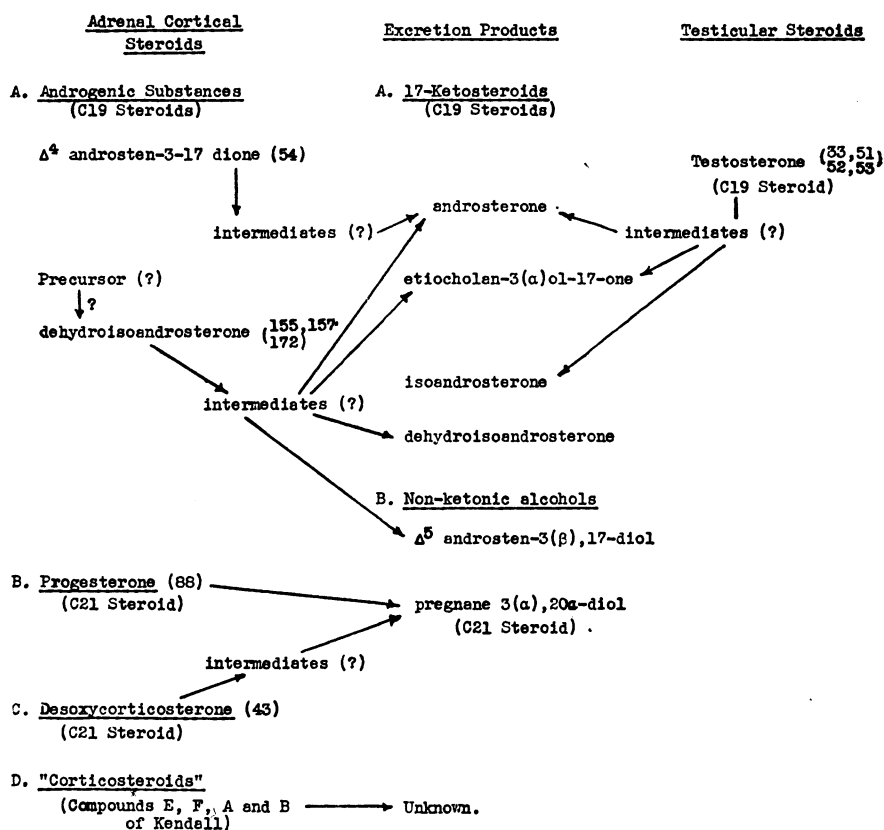 Adrenal Cortical Steroids
Excretion Products
Testicular Steroids
A. Androgenic Substances
(C19 Steroids)
A. 17-Ketosteroids
(C19 Steroids)
Δ4 androsten-3-17 dione (54)
Testosterone (33,51
52,53)
(C19 Steroid)
androsterone
intermediates (?)
intermediates (?)
Precursor (?)
?
etiocholan-3(α)ol-17-one
dehydroisoandrosterone (155,157
172)
isoandrosterone
intermediates (?)
dehydroisoandrosterone
B. Non-ketonic alcohols
Δ5 androsten-3(β),17-diol
B. Progesterone (88)
(C21 Steroid)
pregnane 3(α),20α-diol
(C21 Steroid) .
intermediates (?)
C. Desoxycorticosterone (43)
(C21 Steroid)
D. "Corticosteroids"
(Compounds E, F, A and B
of Kendall)
Unknown.